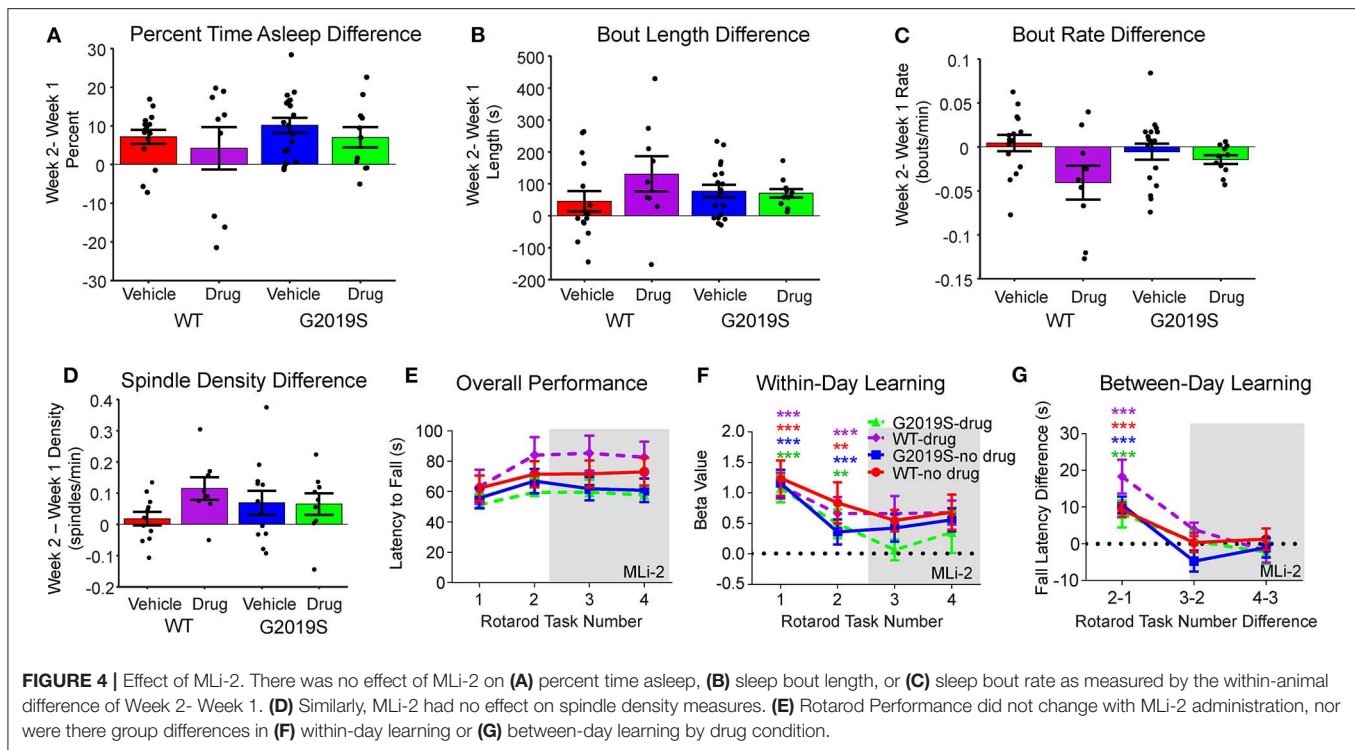 A
Percent Time Asleep Difference
Week 2- Week 1
Percent
30
20
10
0
-10
-20
-30
Vehicle Drug Vehicle Drug
WT G2019S
B
Bout Length Difference
Week 2- Week 1
Length (s)
500
400
300
200
100
0
-100
-200
Vehicle Drug Vehicle Drug
WT G2019S
C
Bout Rate Difference
Week 2- Week 1 Rate
(bouts/min)
0.1
0.05
0
-0.05
-0.1
-0.15
Vehicle Drug Vehicle Drug
WT G2019S
D
Spindle Density Difference
Week 2 – Week 1 Density
(spindles/min)
0.4
0.3
0.2
0.1
0
-0.1
-0.2
Vehicle Drug Vehicle Drug
WT G2019S
E
Overall Performance
Latency to Fall (s)
100
80
60
40
20
0
MLi-2
1 2 3 4
Rotarod Task Number
F
Within-Day Learning
Beta Value
2.0
1.5
1.0
0.5
0.0
-0.5
*** ***
*** **
*** ***
*** **
G2019S-drug
WT-drug
G2019S-no drug
WT-no drug
MLi-2
1 2 3 4
Rotarod Task Number
G
Between-Day Learning
Fall Latency Difference (s)
30
20
10
0
-10
***
***
***
***
MLi-2
2-1 3-2 4-3
Rotarod Task Number Difference
FIGURE 4 | Effect of MLi-2. There was no effect of MLi-2 on (A) percent time asleep, (B) sleep bout length, or (C) sleep bout rate as measured by the within-animal
difference of Week 2- Week 1. (D) Similarly, MLi-2 had no effect on spindle density measures. (E) Rotarod Performance did not change with MLi-2 administration, nor
were there group differences in (F) within-day learning or (G) between-day learning by drug condition.